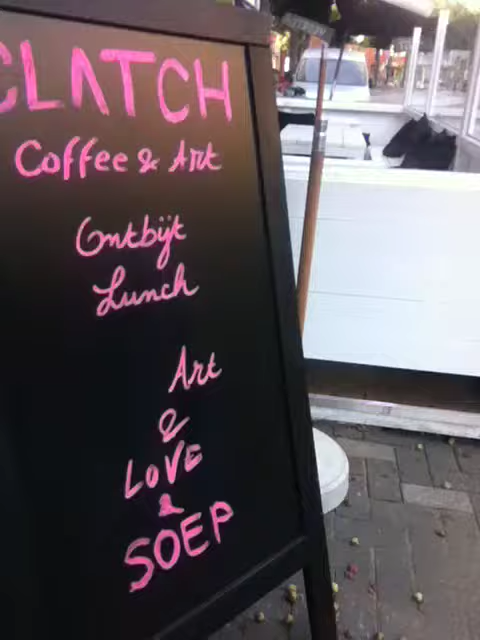 CLATCH
Coffee & Art
Ontbijt
Lunch
Art
&
LOVE
&
SOEP